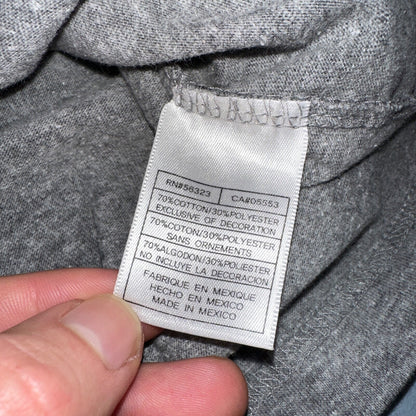 RN#56323 CA#05553
70%COTTON/30%POLYESTER
EXCLUSIVE OF DECORATION
70%COTON/30%POLYESTER
SANS ORNEMENTS
70%ALGODON/30%POLIESTER
NO INCLUYE LA DECORACION
FABRIQUE EN MEXIQUE
HECHO EN MEXICO
MADE IN MEXICO